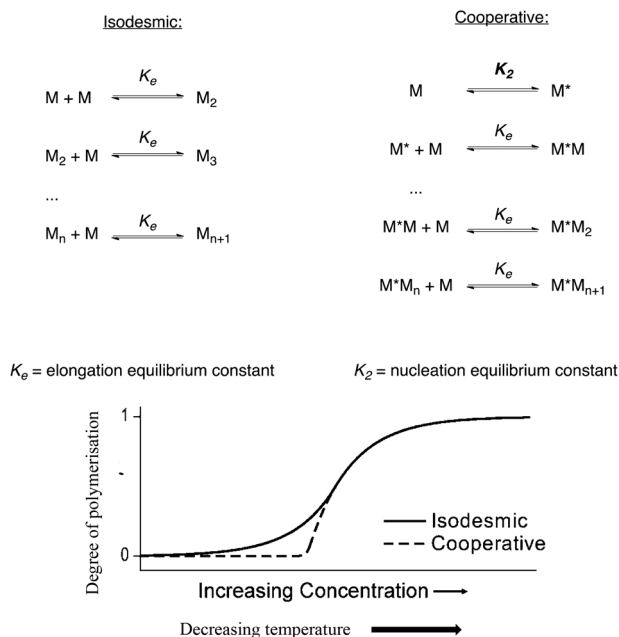 Isodesmic:
Cooperative:
Kₑ
M + M M₂
Kₑ
M₂ + M M₃
...
Kₑ
Mₙ + M Mₙ₊₁
K₂
M M*
Kₑ
M* + M M*M
...
Kₑ
M*M + M M*M₂
Kₑ
M*Mₙ + M M*Mₙ₊₁
Kₑ = elongation equilibrium constant
K₂ = nucleation equilibrium constant
Degree of polymerisation
1
0
Isodesmic
Cooperative
Increasing Concentration
Decreasing temperature